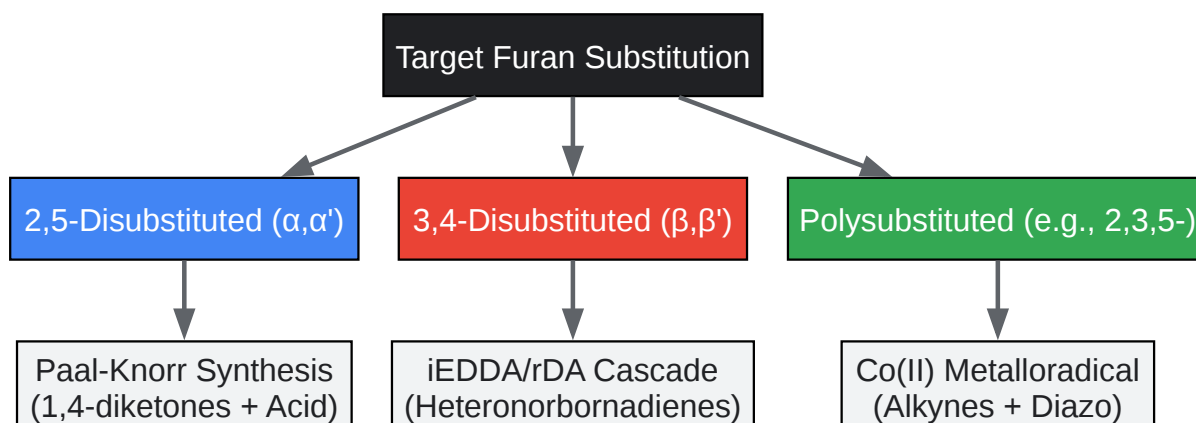 Target Furan Substitution
2,5-Disubstituted (α,α')
3,4-Disubstituted (β,β')
Polysubstituted (e.g., 2,3,5-)
Paal-Knorr Synthesis
(1,4-diketones + Acid)
iEDDA/rDA Cascade
(Heteronorbornadienes)
Co(II) Metalloradical
(Alkynes + Diazo)